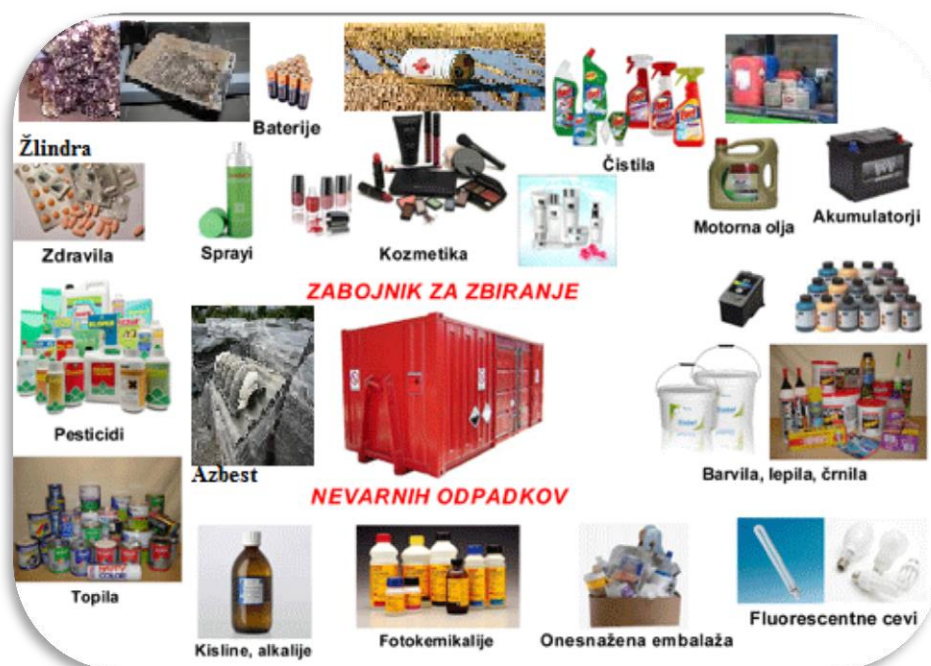 Baterije
Žlindra
Čistila
Zdravila
Sprayi
Kozmetika
Motorna olja
Akumulatorji
ZABOJNIK ZA ZBIRANJE
Pesticidi
Azbest
Barvila, lepila, črnila
NEVARNIH ODPADKOV
Topila
Kisline, alkalije
Fotokemikalije
Onesnažena embalaža
Fluorescentne cevi